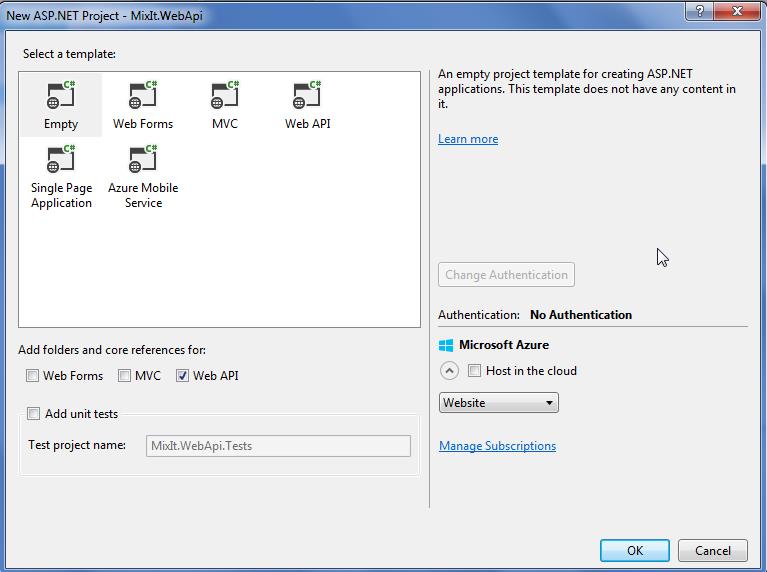 New ASP.NET Project - MixIt.WebApi
Select a template:
C# C# C# C#
Empty Web Forms MVC Web API
C# C#
Single Page Application
Azure Mobile Service
An empty project template for creating ASP.NET
applications. This template does not have any content in
it.
Learn more
Change Authentication
Authentication: No Authentication
Microsoft Azure
Host in the cloud
Website
Manage Subscriptions
Add folders and core references for:
Web Forms MVC Web API
Add unit tests
Test project name: MixIt.WebApi.Tests
OK Cancel